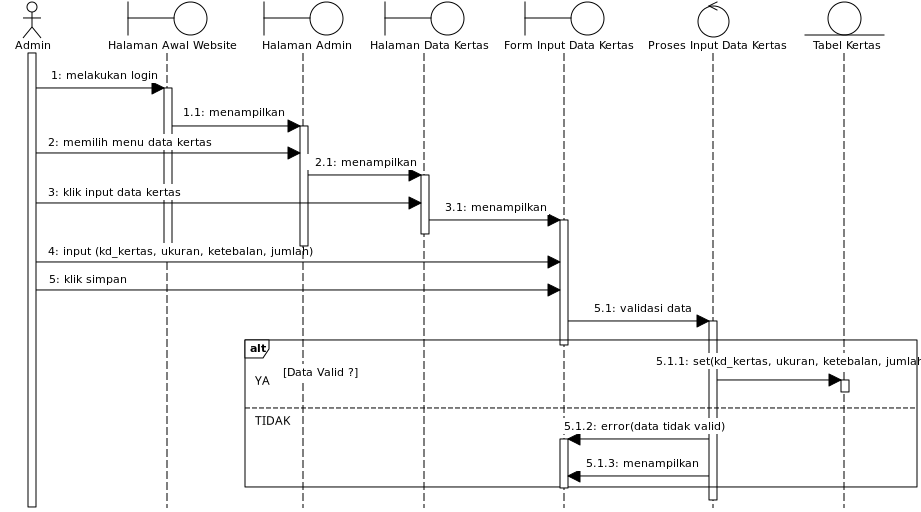 Admin
Halaman Awal Website
Halaman Admin
Halaman Data Kertas
Form Input Data Kertas
Proses Input Data Kertas
Tabel Kertas
1: melakukan login
1.1: menampilkan
2: memilih menu data kertas
2.1: menampilkan
3: klik input data kertas
3.1: menampilkan
4: input (kd_kertas, ukuran, ketebalan, jumlah)
5: klik simpan
5.1: validasi data
alt
5.1.1: set(kd_kertas, ukuran, ketebalan, jumlah
[Data Valid ?]
YA
TIDAK
5.1.2: error(data tidak valid)
5.1.3: menampilkan